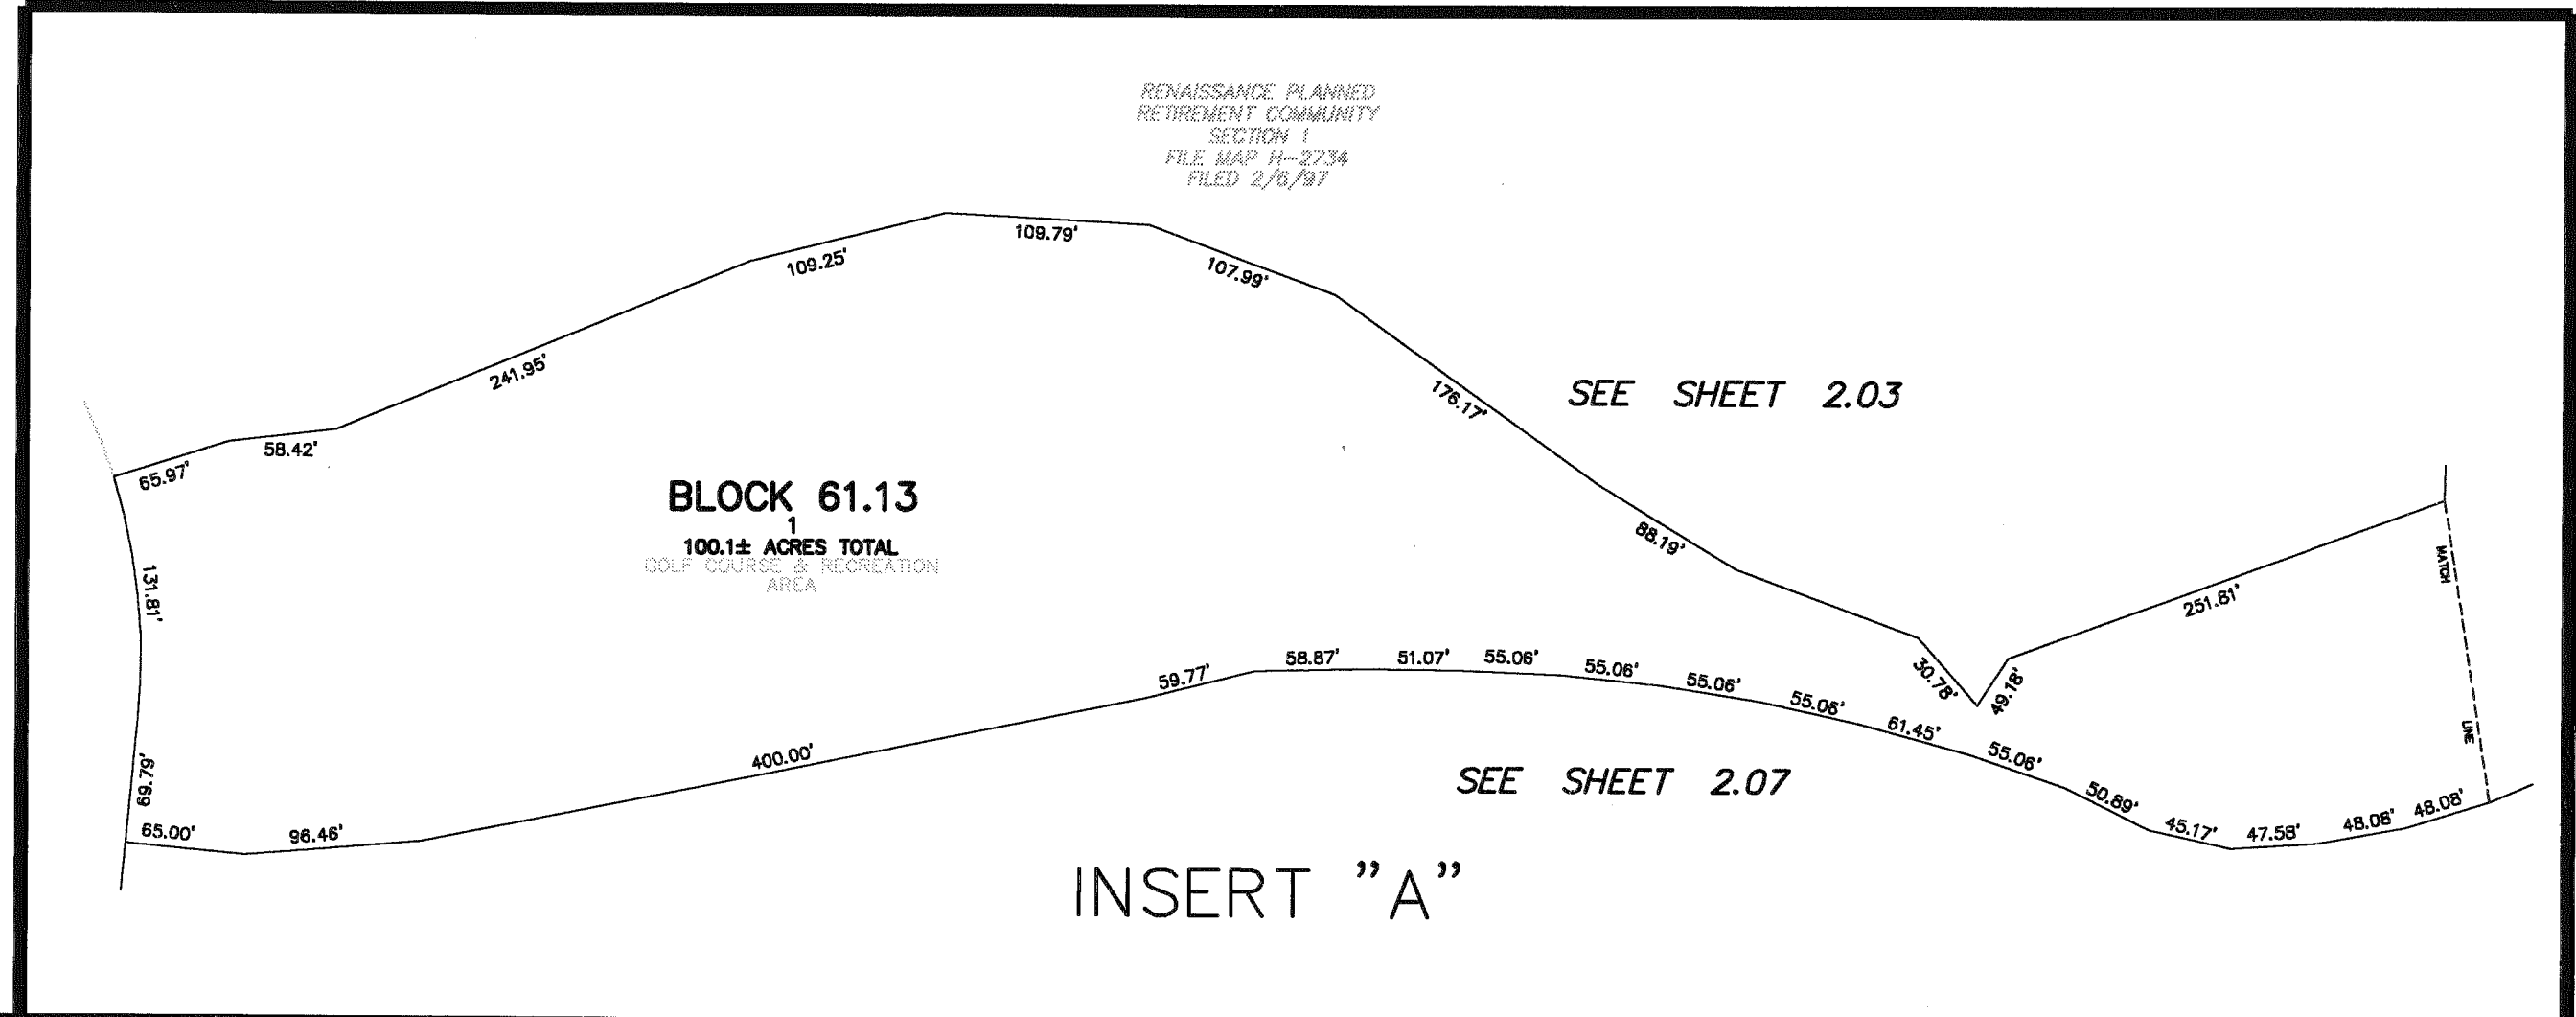 RENAISSANCE PLANNED
RETIREMENT COMMUNITY
SECTION 1
FILE MAP H-2734
FILED 2/6/97
109.79'
109.25'
107.99'
241.95'
176.17'
SEE SHEET 2.03
58.42'
65.97'
BLOCK 61.13
1
100.1± ACRES TOTAL
GOLF COURSE & RECREATION
AREA
88.19'
MATCH
251.81'
131.81'
58.87'
51.07'
55.06'
55.06'
55.06'
55.06'
61.45'
55.06'
59.77'
30.78'
49.18'
LINE
400.00'
SEE SHEET 2.07
69.79'
65.00'
96.46'
50.89'
45.17'
47.58'
48.08'
48.08'
INSERT "A"